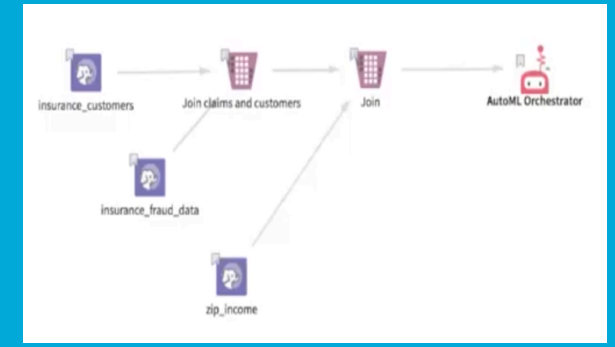 insurance_customers
Join claims and customers
Join
AutoML Orchestrator
insurance_fraud_data
zip_income